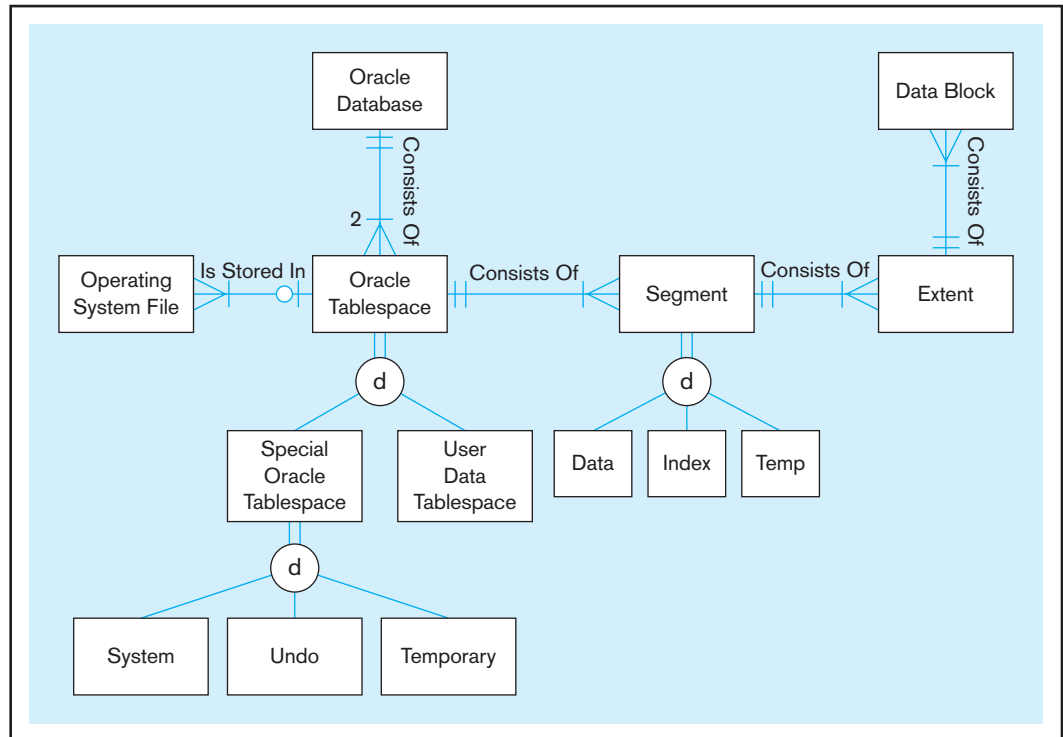 Oracle
Database
Data Block
Consists Of
Consists Of
2
Operating
System File
Is Stored In
Oracle
Tablespace
Consists Of
Segment
Consists Of
Extent
d
d
Special
Oracle
Tablespace
User
Data
Tablespace
Data
Index
Temp
d
System
Undo
Temporary